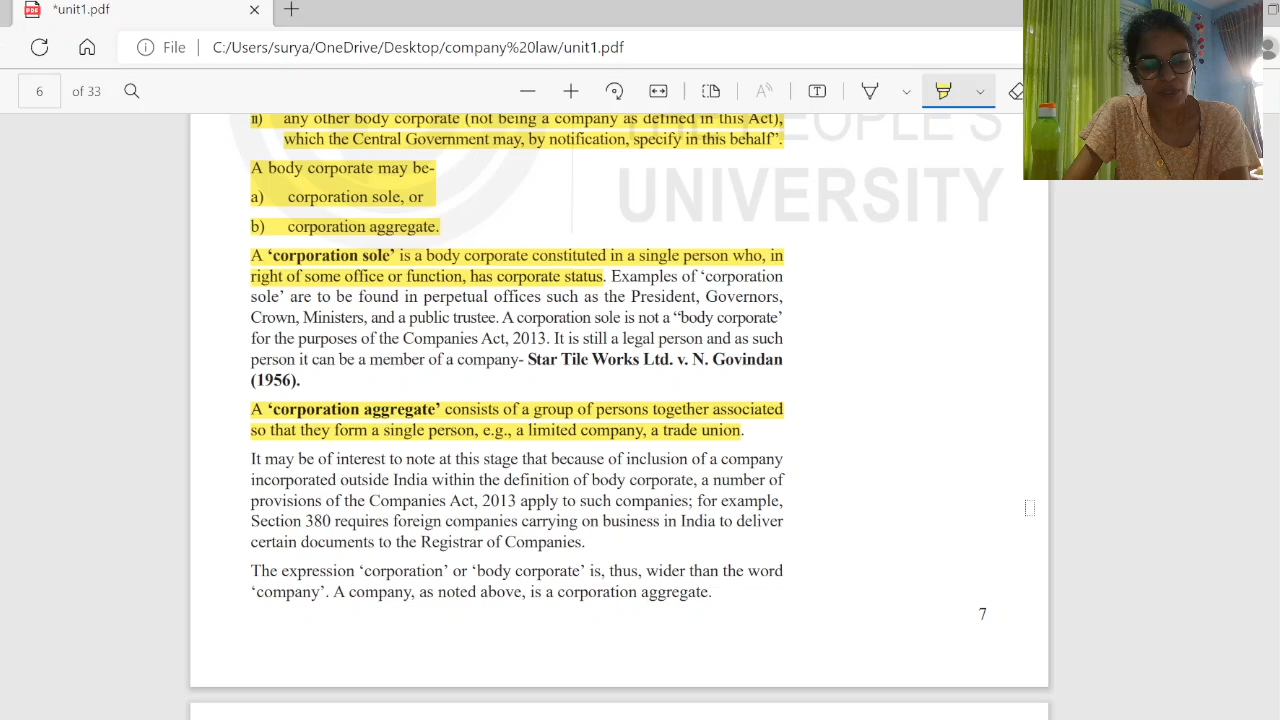 *unit1.pdf
File
C:/Users/surya/OneDrive/Desktop/company%20law/unit1.pdf
6 of 33
ii) any other body corporate (not being a company as defined in this Act),
which the Central Government may, by notification, specify in this behalf”.
PEOPLE'S
UNIVERSITY
A body corporate may be-
a) corporation sole, or
b) corporation aggregate.
A ‘corporation sole’ is a body corporate constituted in a single person who, in
right of some office or function, has corporate status. Examples of ‘corporation
sole’ are to be found in perpetual offices such as the President, Governors,
Crown, Ministers, and a public trustee. A corporation sole is not a “body corporate’
for the purposes of the Companies Act, 2013. It is still a legal person and as such
person it can be a member of a company- Star Tile Works Ltd. v. N. Govindan
(1956).
A ‘corporation aggregate’ consists of a group of persons together associated
so that they form a single person, e.g., a limited company, a trade union.
It may be of interest to note at this stage that because of inclusion of a company
incorporated outside India within the definition of body corporate, a number of
provisions of the Companies Act, 2013 apply to such companies; for example,
Section 380 requires foreign companies carrying on business in India to deliver
certain documents to the Registrar of Companies.
The expression ‘corporation’ or ‘body corporate’ is, thus, wider than the word
‘company’. A company, as noted above, is a corporation aggregate.
7